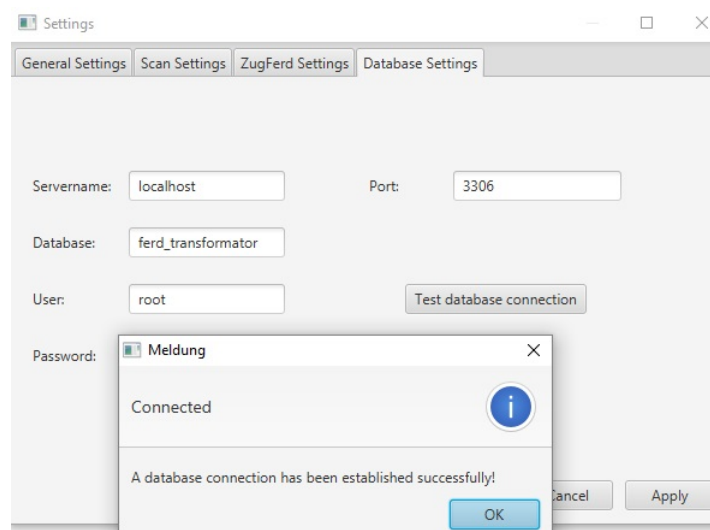 Settings
General Settings Scan Settings ZugFerd Settings Database Settings
Servername: localhost Port: 3306
Database: ferd_transformator
User: root Test database connection
Password:
Meldung
Connected
i
A database connection has been established successfully!
OK
Cancel Apply